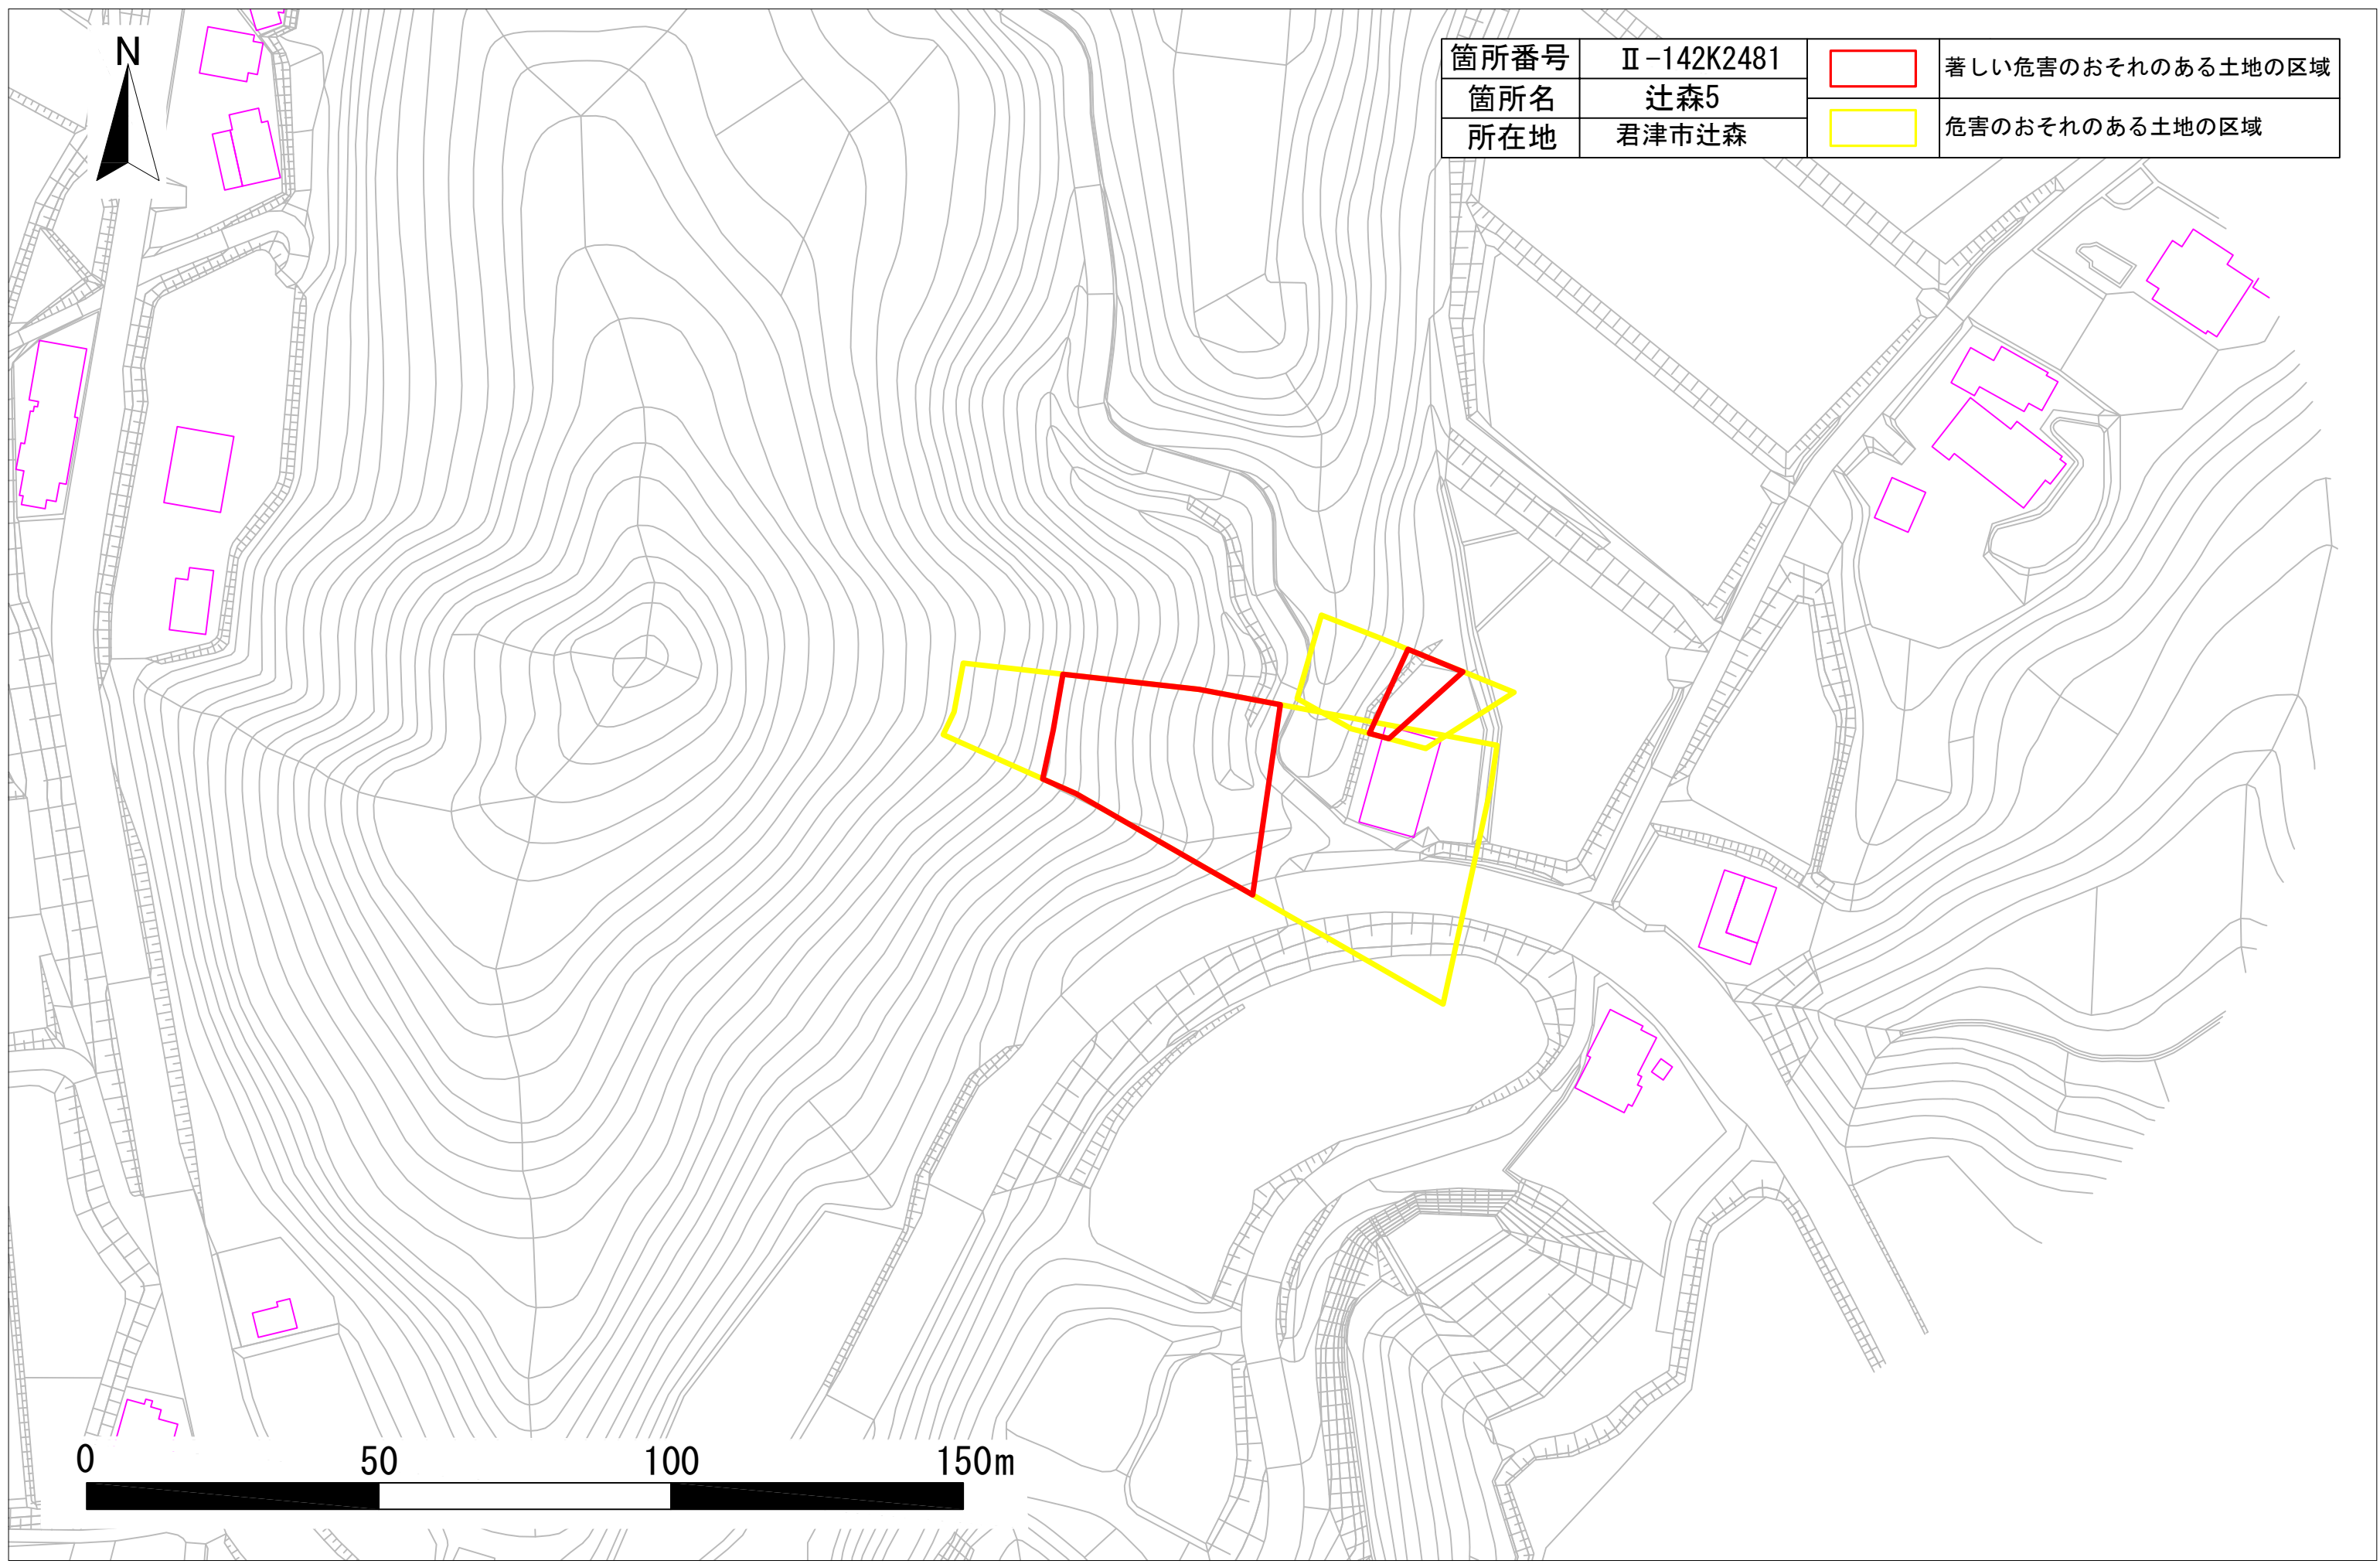 N
箇所番号 Ⅱ-142K2481 著しい危害のおそれのある土地の区域
箇所名 辻森5
所在地 君津市辻森 危害のおそれのある土地の区域
0 50 100 150m